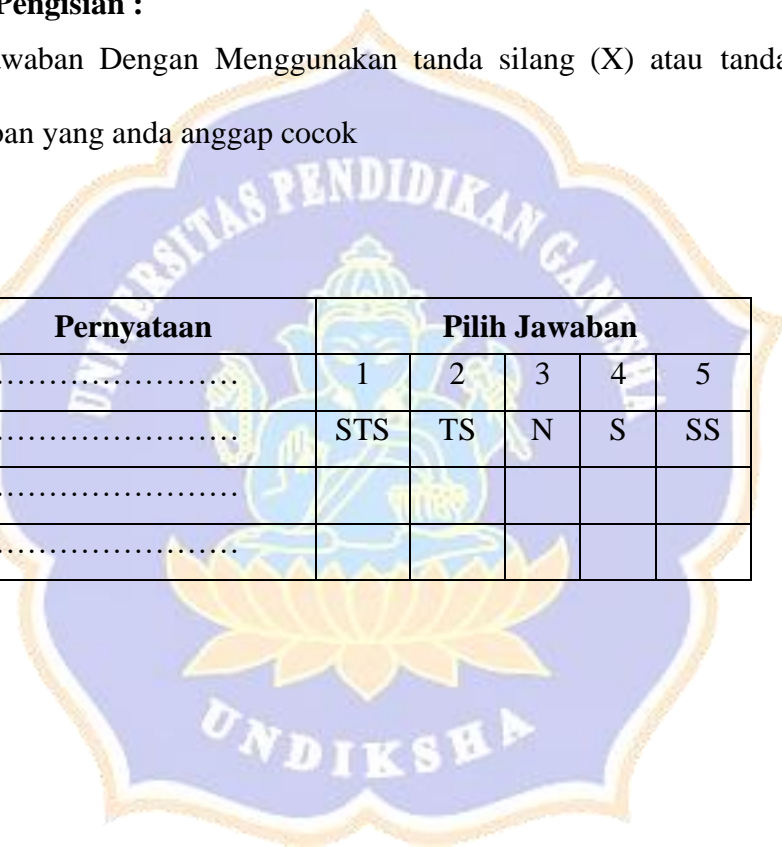 Pengisian :
awaban Dengan Menggunakan tanda silang (X) atau tanda
ban yang anda anggap cocok
UNIVERSITAS PENDIDIKAN GANESHA
Pernyataan Pilih Jawaban
…………………… 1 2 3 4 5
…………………… STS TS N S SS
……………………
……………………
UNDIKSHA